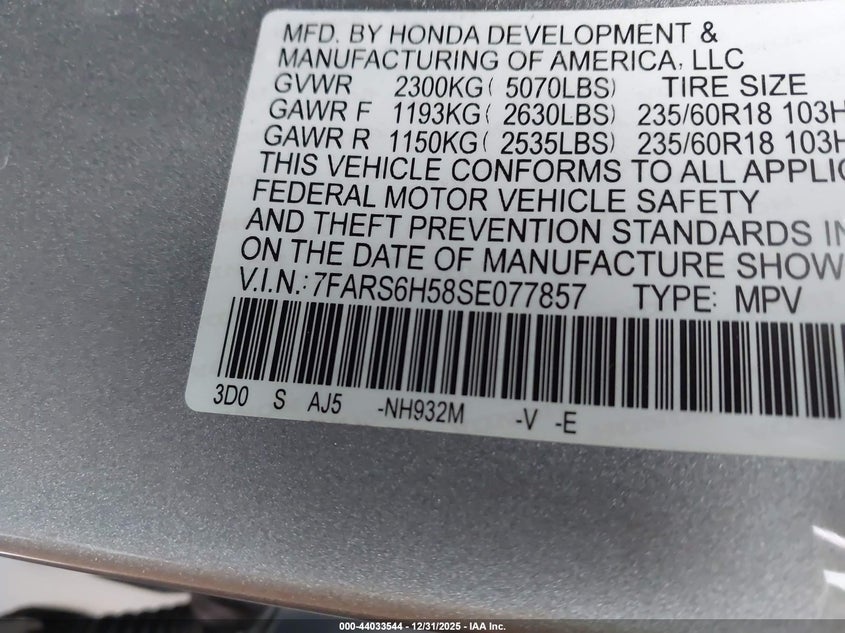 MFD. BY HONDA DEVELOPMENT &
MANUFACTURING OF AMERICA, LLC
GVWR 2300KG( 5070LBS) TIRE SIZE
GAWR F 1193KG( 2630LBS) 235/60R18 103H
GAWR R 1150KG( 2535LBS) 235/60R18 103H
THIS VEHICLE CONFORMS TO ALL APPLIC
FEDERAL MOTOR VEHICLE SAFETY
AND THEFT PREVENTION STANDARDS IN
ON THE DATE OF MANUFACTURE SHOW
V.I.N.: 7FARS6H58SE077857 TYPE: MPV
3D0 S AJ5 -NH932M -V -E
000-44033544 - 12/31/2025 - IAA Inc.